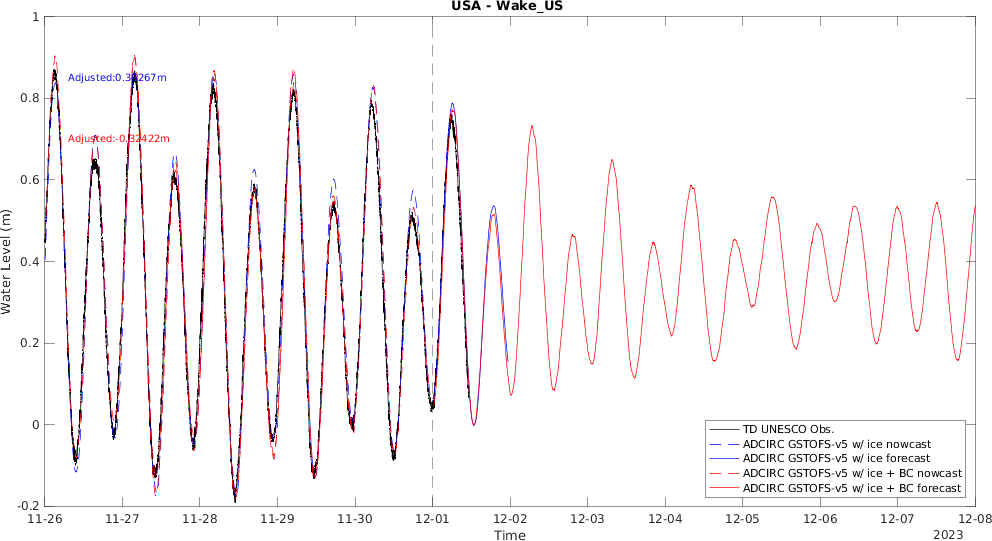 USA - Wake_US
Water Level (m)
1
0.8
0.6
0.4
0.2
0
-0.2
Adjusted:-0.32422m
TD UNESCO Obs.
ADCIRC GSTOFS-v5 w/ ice nowcast
ADCIRC GSTOFS-v5 w/ ice forecast
ADCIRC GSTOFS-v5 w/ ice + BC nowcast
ADCIRC GSTOFS-v5 w/ ice + BC forecast
11-26 11-27 11-28 11-29 11-30 12-01 12-02 12-03 12-04 12-05 12-06 12-07 12-08
Time
2023